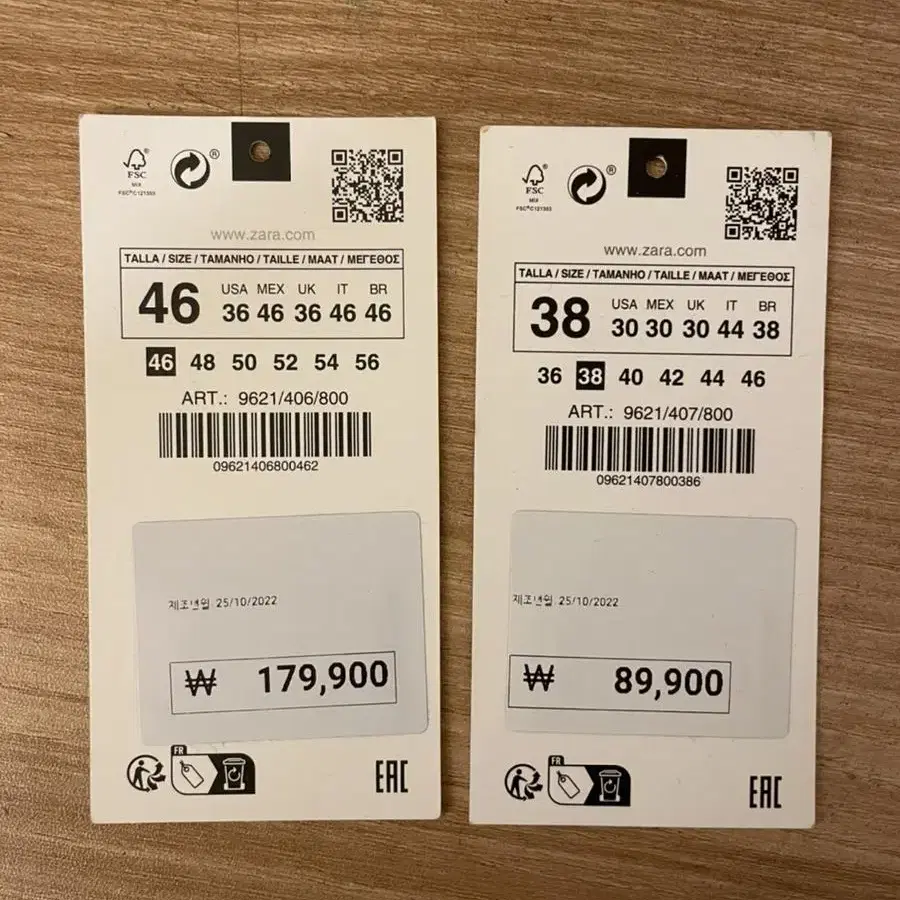 FSC
MIX
FSC® C121353
®
www.zara.com
TALLA / SIZE / TAMANHO / TAILLE / MAAT / ΜΕΓΕΘΟΣ
46
USA MEX UK IT BR
36 46 36 46 46
46 48 50 52 54 56
ART.: 9621/406/800
09621406800462
제조년월 25/10/2022
₩ 179,900
FR
EAC
FSC
MIX
FSC® C121353
®
www.zara.com
TALLA / SIZE / TAMANHO / TAILLE / MAAT / ΜΕΓΕΘΟΣ
38
USA MEX UK IT BR
30 30 30 44 38
36 38 40 42 44 46
ART.: 9621/407/800
09621407800386
제조년월 25/10/2022
₩ 89,900
FR
EAC